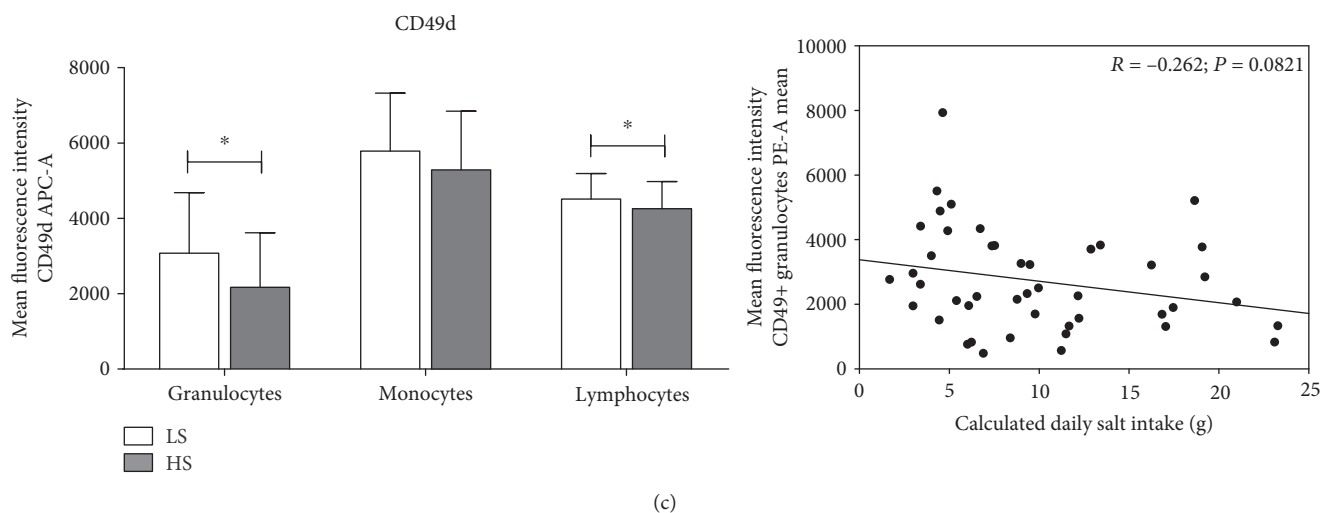 CD49d
Mean fluorescence intensity
CD49d APC-A
8000
6000
4000
2000
0
*
*
Granulocytes
Monocytes
Lymphocytes
LS
HS
Mean fluorescence intensity
CD49+ granulocytes PE-A mean
10000
8000
6000
4000
2000
0
R = –0.262; P = 0.0821
0
5
10
15
20
25
Calculated daily salt intake (g)
(c)